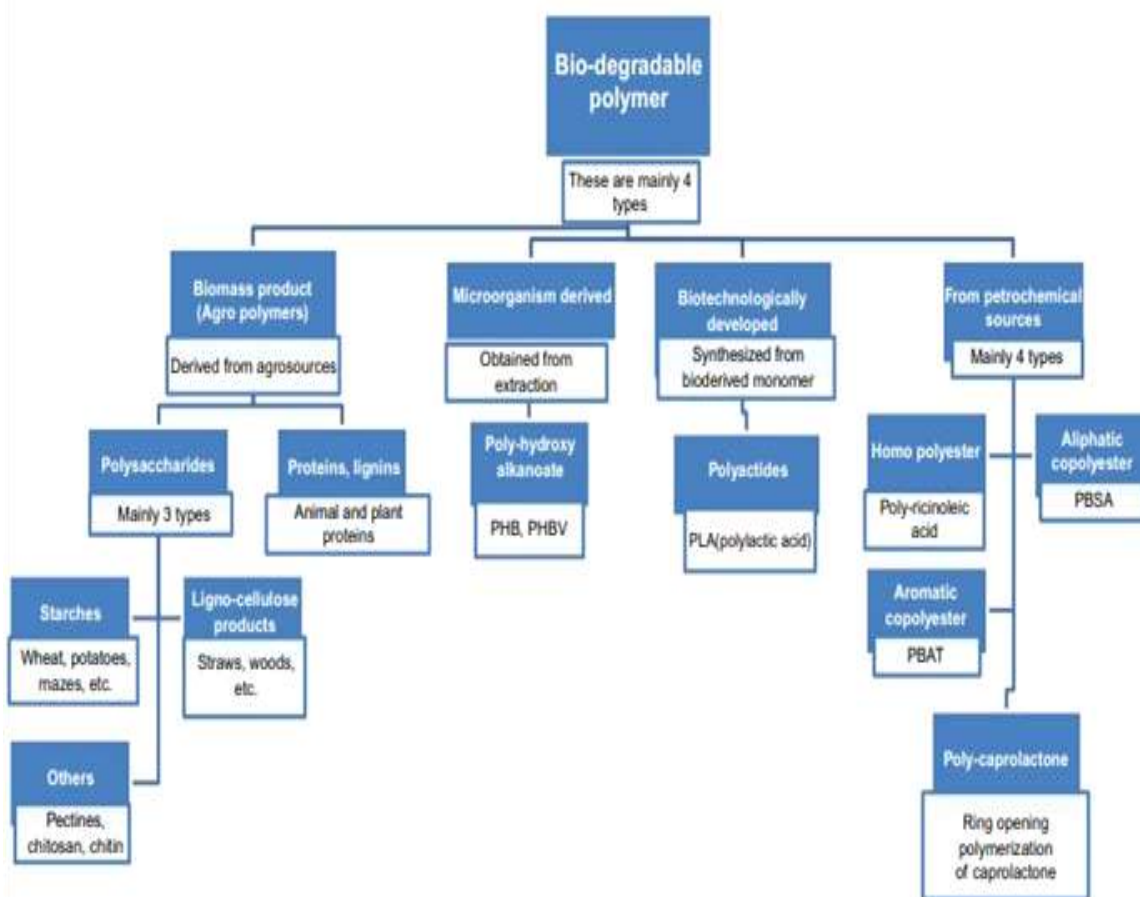 Bio-degradable
polymer
These are mainly 4
types
Biomass product
(Agro polymers)
Derived from agrosources
Microorganism derived
Obtained from
extraction
Biotechnologically
developed
Synthesized from
bioderived monomer
From petrochemical
sources
Mainly 4 types
Polysaccharides
Mainly 3 types
Proteins, lignins
Animal and plant
proteins
Poly-hydroxy
alkanoate
PHB, PHBV
Polyactides
PLA(polylactic acid)
Homo polyester
Poly-ricinoleic
acid
Aliphatic
copolyester
PBSA
Starches
Wheat, potatoes,
mazes, etc.
Ligno-cellulose
products
Straws, woods,
etc.
Aromatic
copolyester
PBAT
Others
Pectines,
chitosan, chitin
Poly-caprolactone
Ring opening
polymerization
of caprolactone